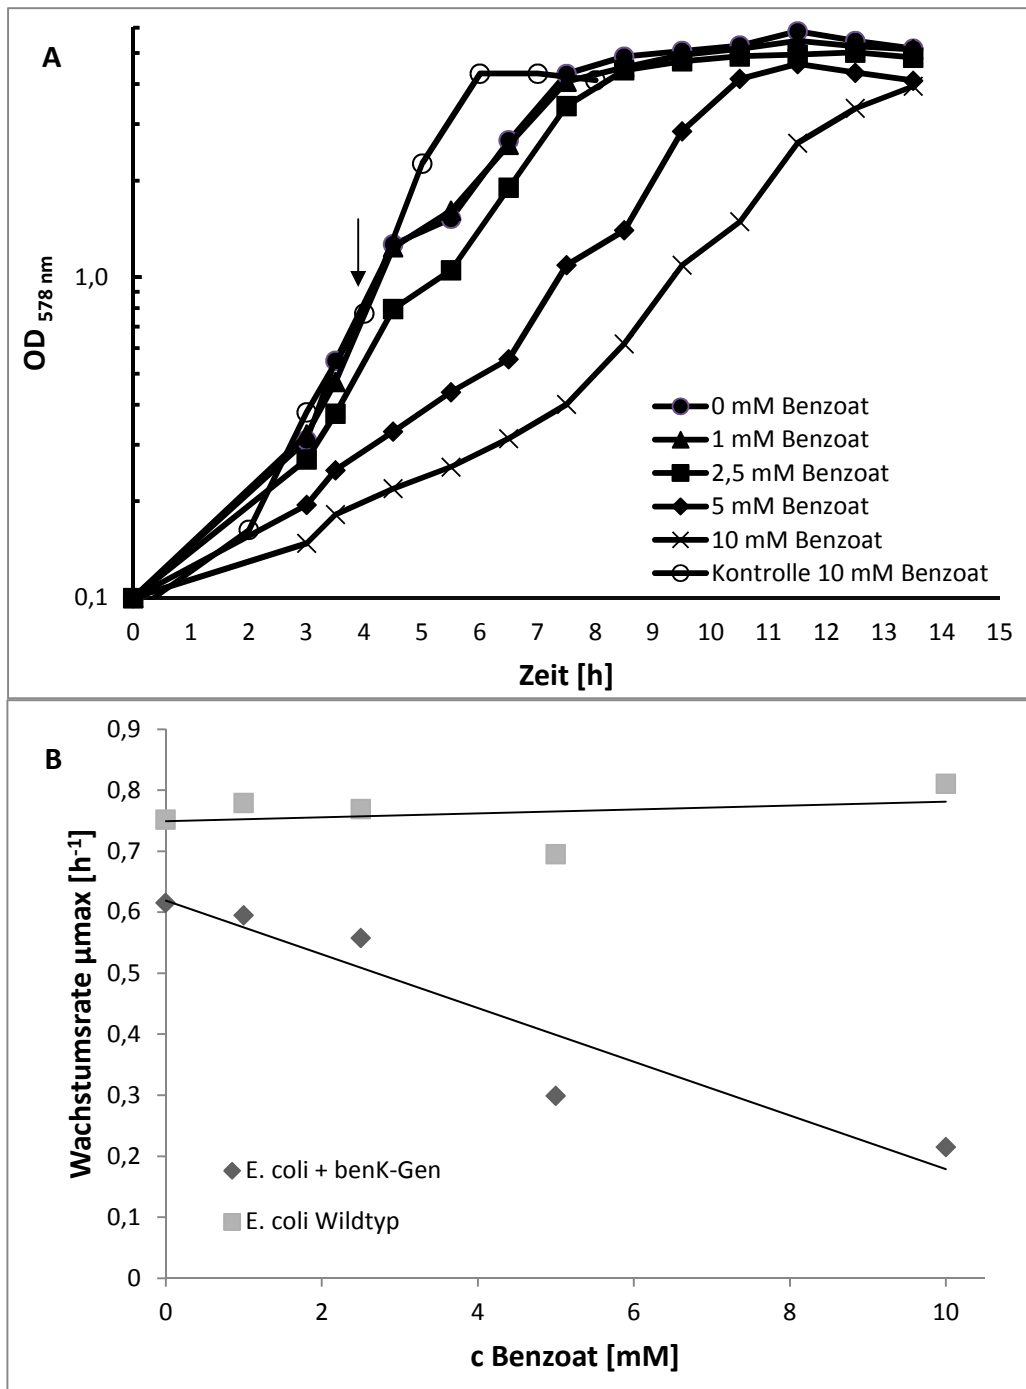 A
OD 578 nm
1,0
0,1
0 1 2 3 4 5 6 7 8 9 10 11 12 13 14 15
Zeit [h]
0 mM Benzoat
1 mM Benzoat
2,5 mM Benzoat
5 mM Benzoat
10 mM Benzoat
Kontrolle 10 mM Benzoat
B
Wachstumsrate µmax [h-1]
0,9
0,8
0,7
0,6
0,5
0,4
0,3
0,2
0,1
0
0 2 4 6 8 10
c Benzoat [mM]
E. coli + benK-Gen
E. coli Wildtyp